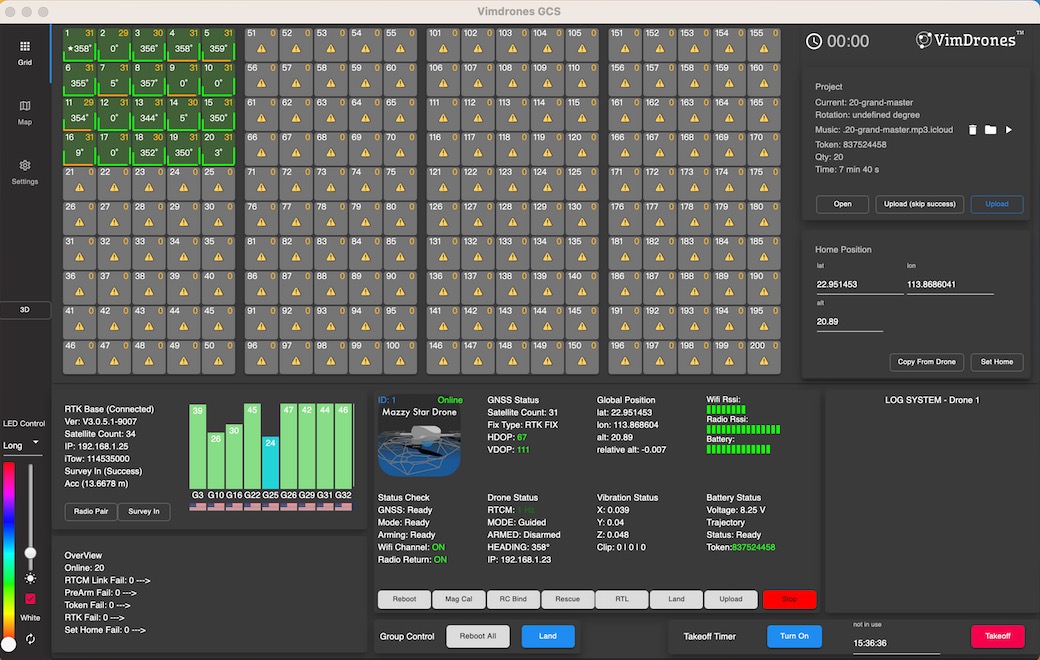 Vimdrones GCS
Grid
Map
Settings
3D
LED Control
Long
White
1 31 2 29 3 30 4 31 5 31 51 0 52 0 53 0 54 0 55 0 101 0 102 0 103 0 104 0 105 0 151 0 152 0 153 0 154 0 155 0
★358° 0° 356° 358° 359°
6 31 7 31 8 31 9 31 10 31 56 0 57 0 58 0 59 0 60 0 106 0 107 0 108 0 109 0 110 0 156 0 157 0 158 0 159 0 160 0
355° 5° 357° 0° 0°
11 29 12 31 13 31 14 30 15 31 61 0 62 0 63 0 64 0 65 0 111 0 112 0 113 0 114 0 115 0 161 0 162 0 163 0 164 0 165 0
354° 0° 344° 5° 350°
16 31 17 31 18 30 19 31 20 31 66 0 67 0 68 0 69 0 70 0 116 0 117 0 118 0 119 0 120 0 166 0 167 0 168 0 169 0 170 0
9° 0° 352° 350° 3°
21 0 22 0 23 0 24 0 25 0 71 0 72 0 73 0 74 0 75 0 121 0 122 0 123 0 124 0 125 0 171 0 172 0 173 0 174 0 175 0
26 0 27 0 28 0 29 0 30 0 76 0 77 0 78 0 79 0 80 0 126 0 127 0 128 0 129 0 130 0 176 0 177 0 178 0 179 0 180 0
31 0 32 0 33 0 34 0 35 0 81 0 82 0 83 0 84 0 85 0 131 0 132 0 133 0 134 0 135 0 181 0 182 0 183 0 184 0 185 0
36 0 37 0 38 0 39 0 40 0 86 0 87 0 88 0 89 0 90 0 136 0 137 0 138 0 139 0 140 0 186 0 187 0 188 0 189 0 190 0
41 0 42 0 43 0 44 0 45 0 91 0 92 0 93 0 94 0 95 0 141 0 142 0 143 0 144 0 145 0 191 0 192 0 193 0 194 0 195 0
46 0 47 0 48 0 49 0 50 0 96 0 97 0 98 0 99 0 100 0 146 0 147 0 148 0 149 0 150 0 196 0 197 0 198 0 199 0 200 0
00:00
VimDrones™
Project
Current: 20-grand-master
Rotation: undefined degree
Music: .20-grand-master.mp3.icloud
Token: 837524458
Qty: 20
Time: 7 min 40 s
Open Upload (skip success) Upload
Home Position
lat lon
22.951453 113.8686041
alt
20.89
Copy From Drone Set Home
RTK Base (Connected)
Ver: V3.0.5.1-9007
Satellite Count: 34
IP: 192.168.1.25
iTow: 114535000
Survey In (Success)
Acc (13.6678 m)
Radio Pair Survey In
39 26 30 45 24 47 42 44 46
G3 G10 G16 G22 G25 G26 G29 G31 G32
OverView
Online: 20
RTCM Link Fail: 0 --->
PreArm Fail: 0 --->
Token Fail: 0 --->
RTK Fail: 0 --->
Set Home Fail: 0 --->
ID: 1 Online
Mazzy Star Drone
GNSS Status
Satellite Count: 31
Fix Type: RTK FIX
HDOP: 67
VDOP: 111
Global Position
lat: 22.951453
lon: 113.868604
alt: 20.89
relative alt: -0.007
Wifi Rssi:
Radio Rssi:
Battery:
Status Check
GNSS: Ready
Mode: Ready
Arming: Ready
Wifi Channel: ON
Radio Return: ON
Drone Status
RTCM: 1 Hz
MODE: Guided
ARMED: Disarmed
HEADING: 358°
IP: 192.168.1.23
Vibration Status
X: 0.039
Y: 0.04
Z: 0.048
Clip: 0 l 0 l 0
Battery Status
Voltage: 8.25 V
Trajectory
Status: Ready
Token:837524458
Reboot Mag Cal RC Bind Rescue RTL Land Upload Stop
LOG SYSTEM - Drone 1
Group Control Reboot All Land
Takeoff Timer Turn On
not in use
15:36:36
Takeoff